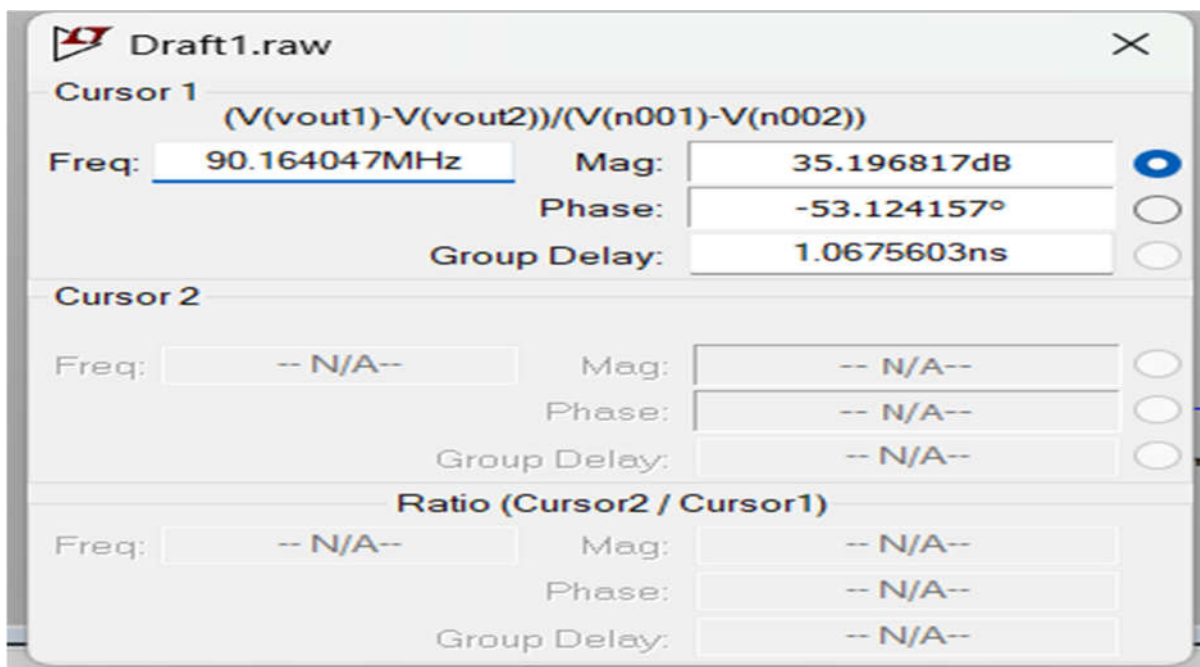 Draft1.raw
Cursor 1
(V(vout1)-V(vout2))/(V(n001)-V(n002))
Freq: 90.164047MHz Mag: 35.196817dB
Phase: -53.124157°
Group Delay: 1.0675603ns
Cursor 2
Freq: -- N/A-- Mag: -- N/A--
Phase: -- N/A--
Group Delay: -- N/A--
Ratio (Cursor2 / Cursor1)
Freq: -- N/A-- Mag: -- N/A--
Phase: -- N/A--
Group Delay: -- N/A--